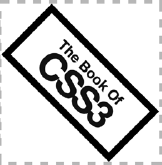 The Book Of
CSS3